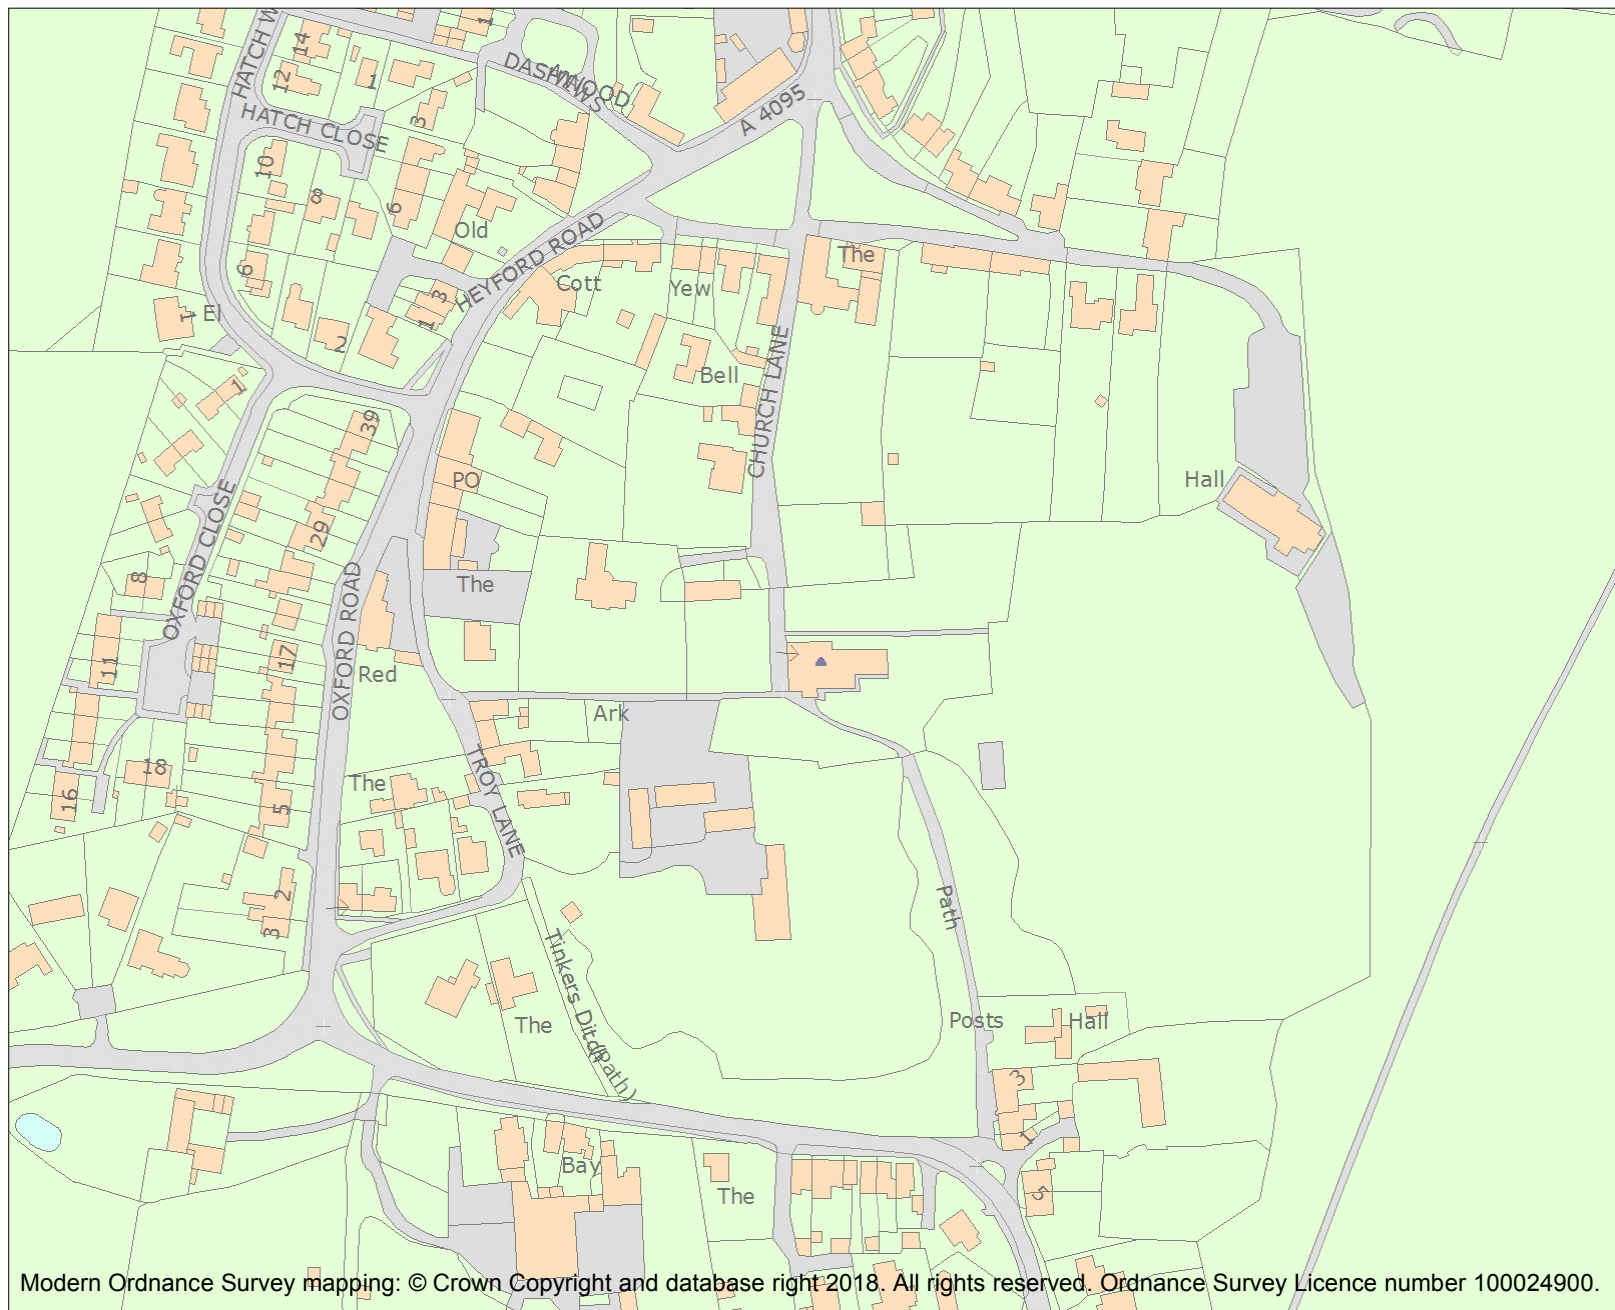 HATCH W
14
12
1
1
DASHWOOD
MEWS
A 4095
HATCH CLOSE
3
10
8
6
Old
HEYFORD ROAD
The
6
Cott
Yew
3
1
1
El
2
Bell
CHURCH LANE
1
39
PO
Hall
OXFORD CLOSE
29
8
OXFORD ROAD
The
11
17
Red
Ark
TROY LANE
18
The
16
5
2
3
Path
Tinkers Ditch
(Path)
The
Posts
Hall
3
1
Bay
The
5
Modern Ordnance Survey mapping: © Crown Copyright and database right 2018. All rights reserved. Ordnance Survey Licence number 100024900.